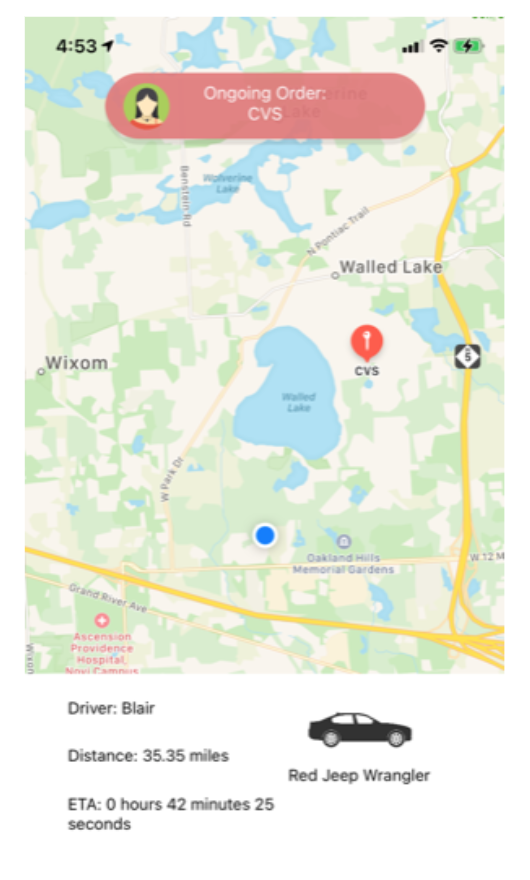 4:53
Ongoing Order:
CVS
Wolverine
Lake
Benstein Rd
N Pontiac Trail
Walled Lake
5
CVS
Wixom
Walled
Lake
W Park Dr
Oakland Hills
Memorial Gardens
W 12 M
Grand River Ave
Ascension
Providence
Hospital,
Novi Campus
Wixon
Driver: Blair
Distance: 35.35 miles
Red Jeep Wrangler
ETA: 0 hours 42 minutes 25
seconds